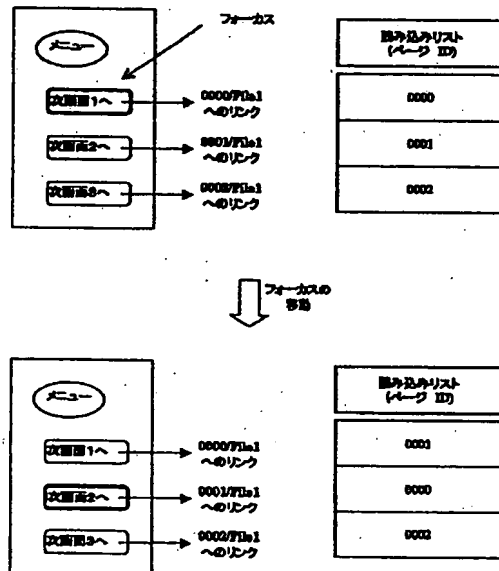 フォーカス
メニュー
次画面1へ
0000/File1
へのリンク
次画面2へ
0001/File1
へのリンク
次画面3へ
0002/File1
へのリンク
読み込みリスト
(ページ ID)
0000
0001
0002
フォーカスの
移動
メニュー
次画面1へ
0000/File1
へのリンク
次画面2へ
0001/File1
へのリンク
次画面3へ
0002/File1
へのリンク
読み込みリスト
(ページ ID)
0001
0000
0002